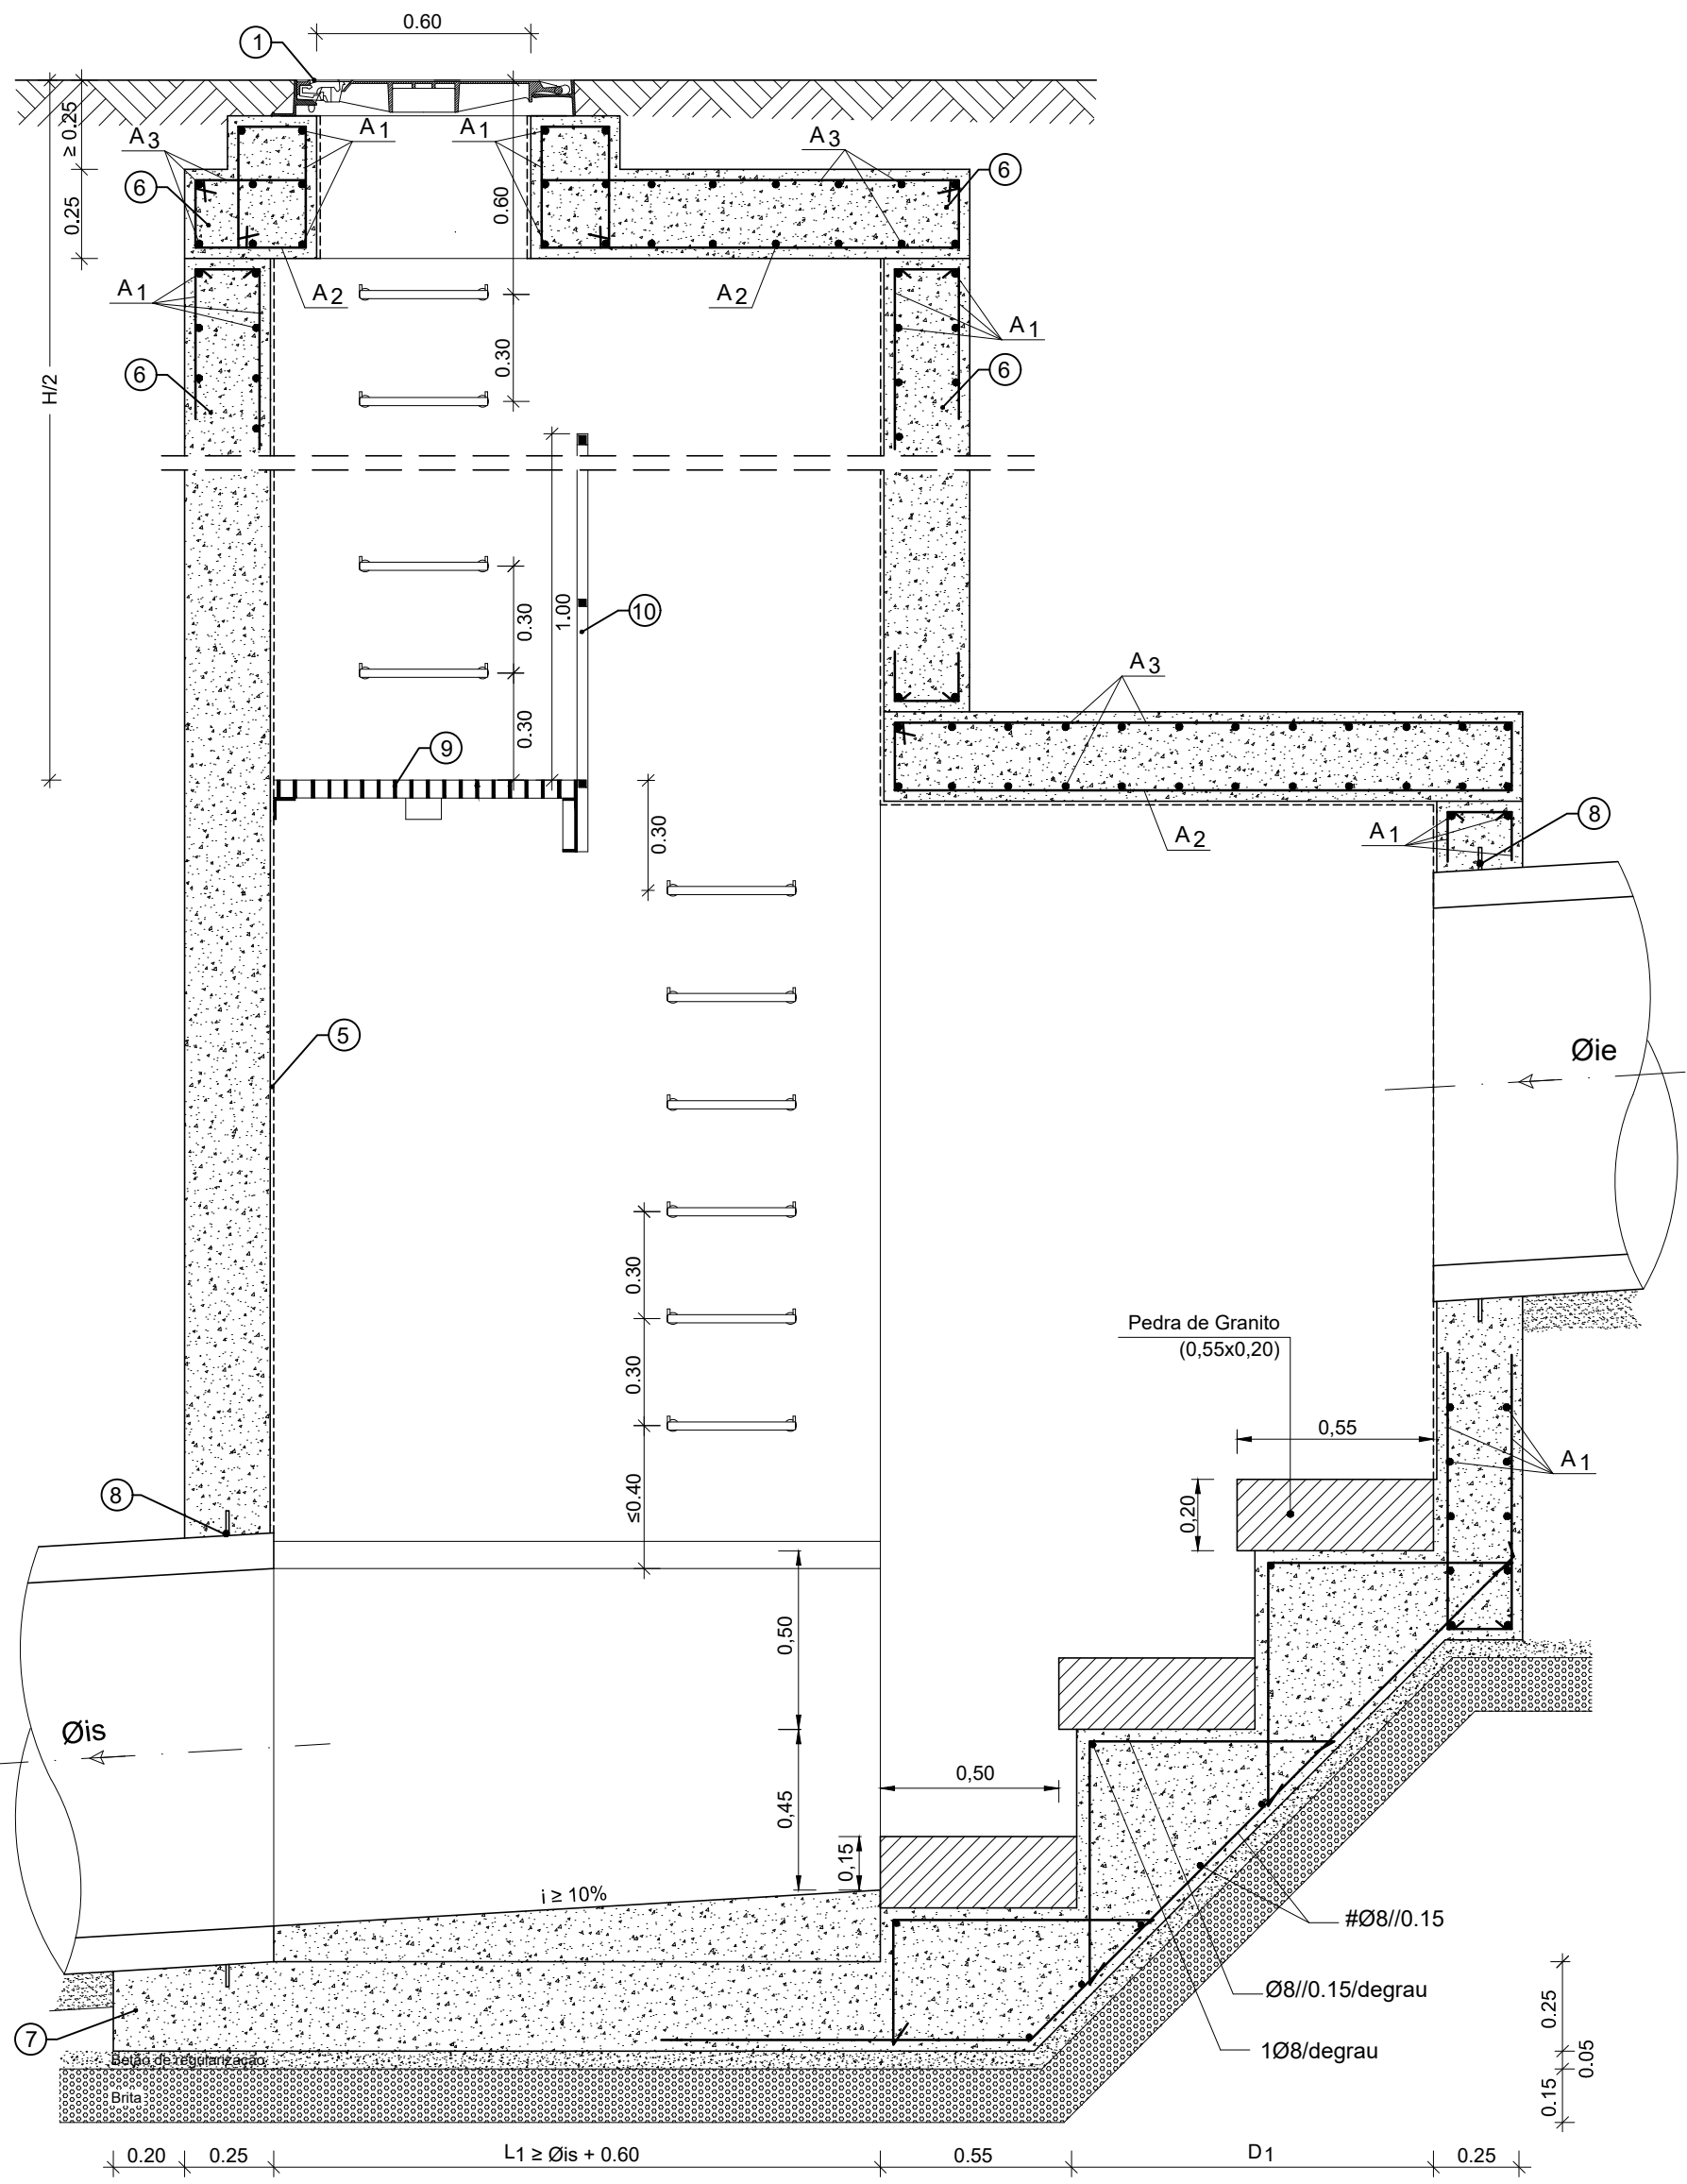 0.60
1
≥ 0.25
A3
A1
A1
A3
6
6
0.25
0.60
A1
A2
A2
A1
6
6
0.30
H/2
0.30
1.00
10
0.30
A3
9
0.30
A2
A1
8
5
Øie
0.30
Pedra de Granito
(0,55x0,20)
0.30
0,55
A1
8
≤0.40
0,20
0,50
Øis
0,50
0,45
0,15
i ≥ 10%
#Ø8//0.15
Ø8//0.15/degrau
0.25
7
1Ø8/degrau
Betão de regularização
0.05
Brita
0.15
0.20
0.25
L1 ≥ Øis + 0.60
0.55
D1
0.25